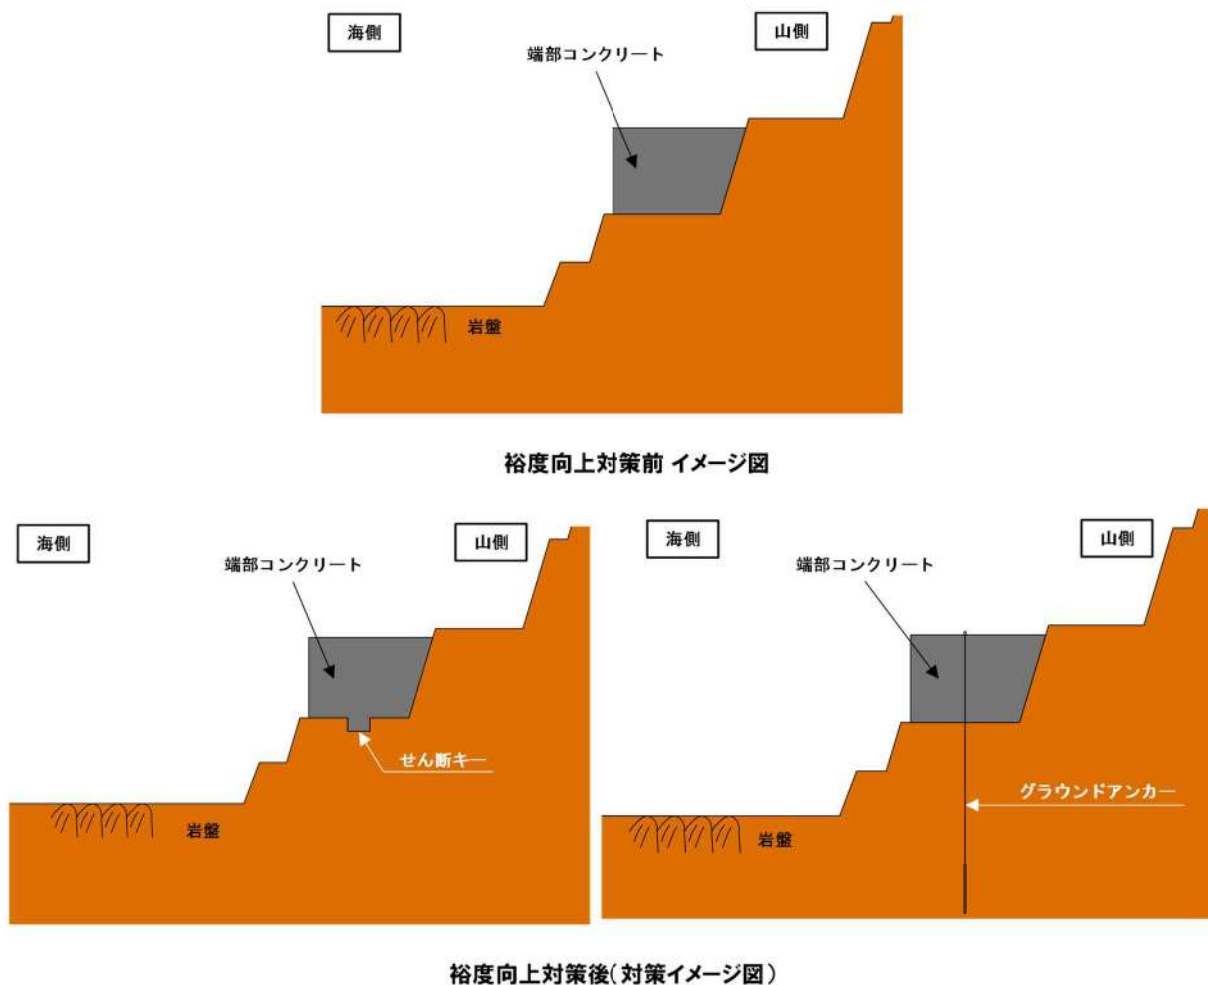 海側
山側
端部コンクリート
岩盤
裕度向上対策前 イメージ図
海側
山側
端部コンクリート
せん断キー
岩盤
海側
山側
端部コンクリート
グラウンドアンカー
岩盤
裕度向上対策後(対策イメージ図)